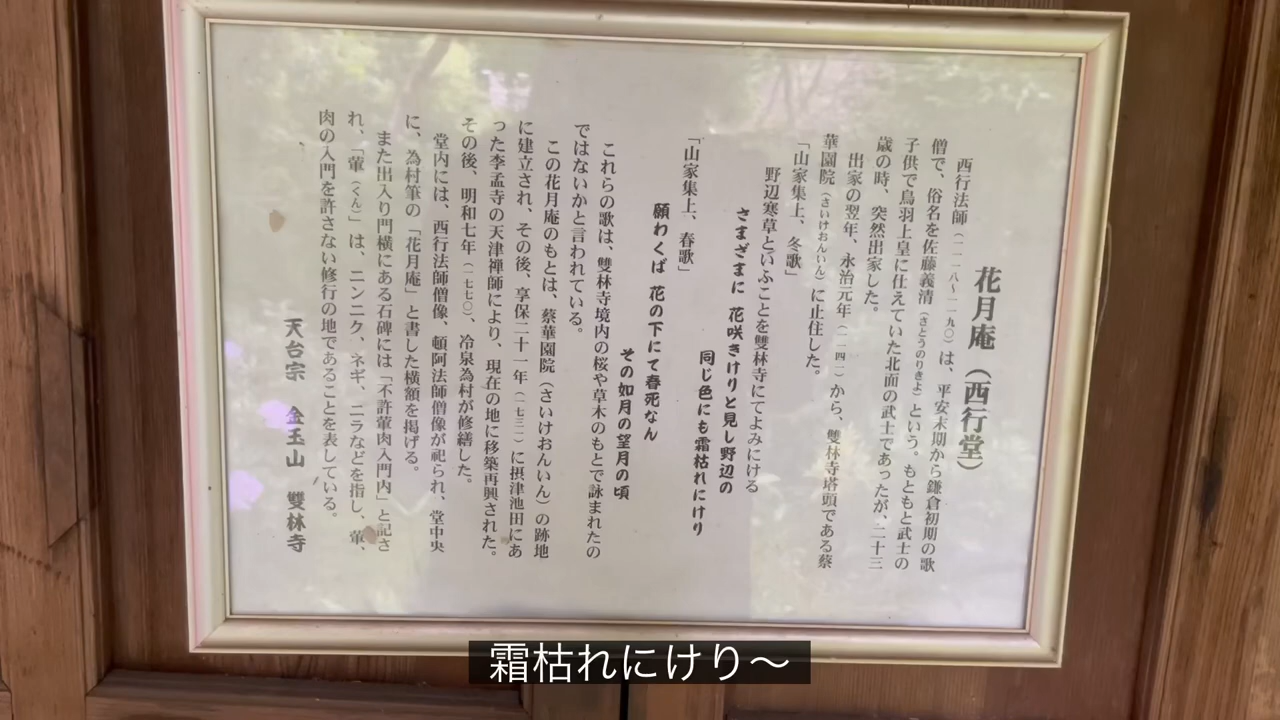 花月庵（西行堂）
西行法師（一一一八～一一九〇）は、平安末期から鎌倉初期の歌
僧で、俗名を佐藤義清（さとうのりきよ）という。もともと武士の
子供で鳥羽上皇に仕えていた北面の武士であったが、二十三
歳の時、突然出家した。
出家の翌年、永治元年（一一四一）から、雙林寺塔頭である蔡
華園院（さいけおんいん）に止住した。
「山家集上、冬歌」
野辺寒草といふことを雙林寺にてよみにける
さまざまに 花咲きけりと見し野辺の
同じ色にも霜枯れにけり
「山家集上、春歌」
願わくば 花の下にて春死なん
その如月の望月の頃
これらの歌は、雙林寺境内の桜や草木のもとで詠まれたの
ではないかと言われている。
この花月庵のもとは、蔡華園院（さいけおんいん）の跡地
に建立され、その後、享保二十一年（一七三一）に摂津池田にあ
った李孟寺の天津禅師により、現在の地に移築再興された。
その後、明和七年（一七七〇）、冷泉為村が修繕した。
堂内には、西行法師僧像、頓阿法師僧像が祀られ、堂中央
に、為村筆の「花月庵」と書した横額を掲げる。
また出入り門横にある石碑には「不許葷肉入門内」と記さ
れ、「葷（くん）」は、ニンニク、ネギ、ニラなどを指し、葷、
肉の入門を許さない修行の地であることを表している。
天台宗 金玉山 雙林寺
霜枯れにけり～